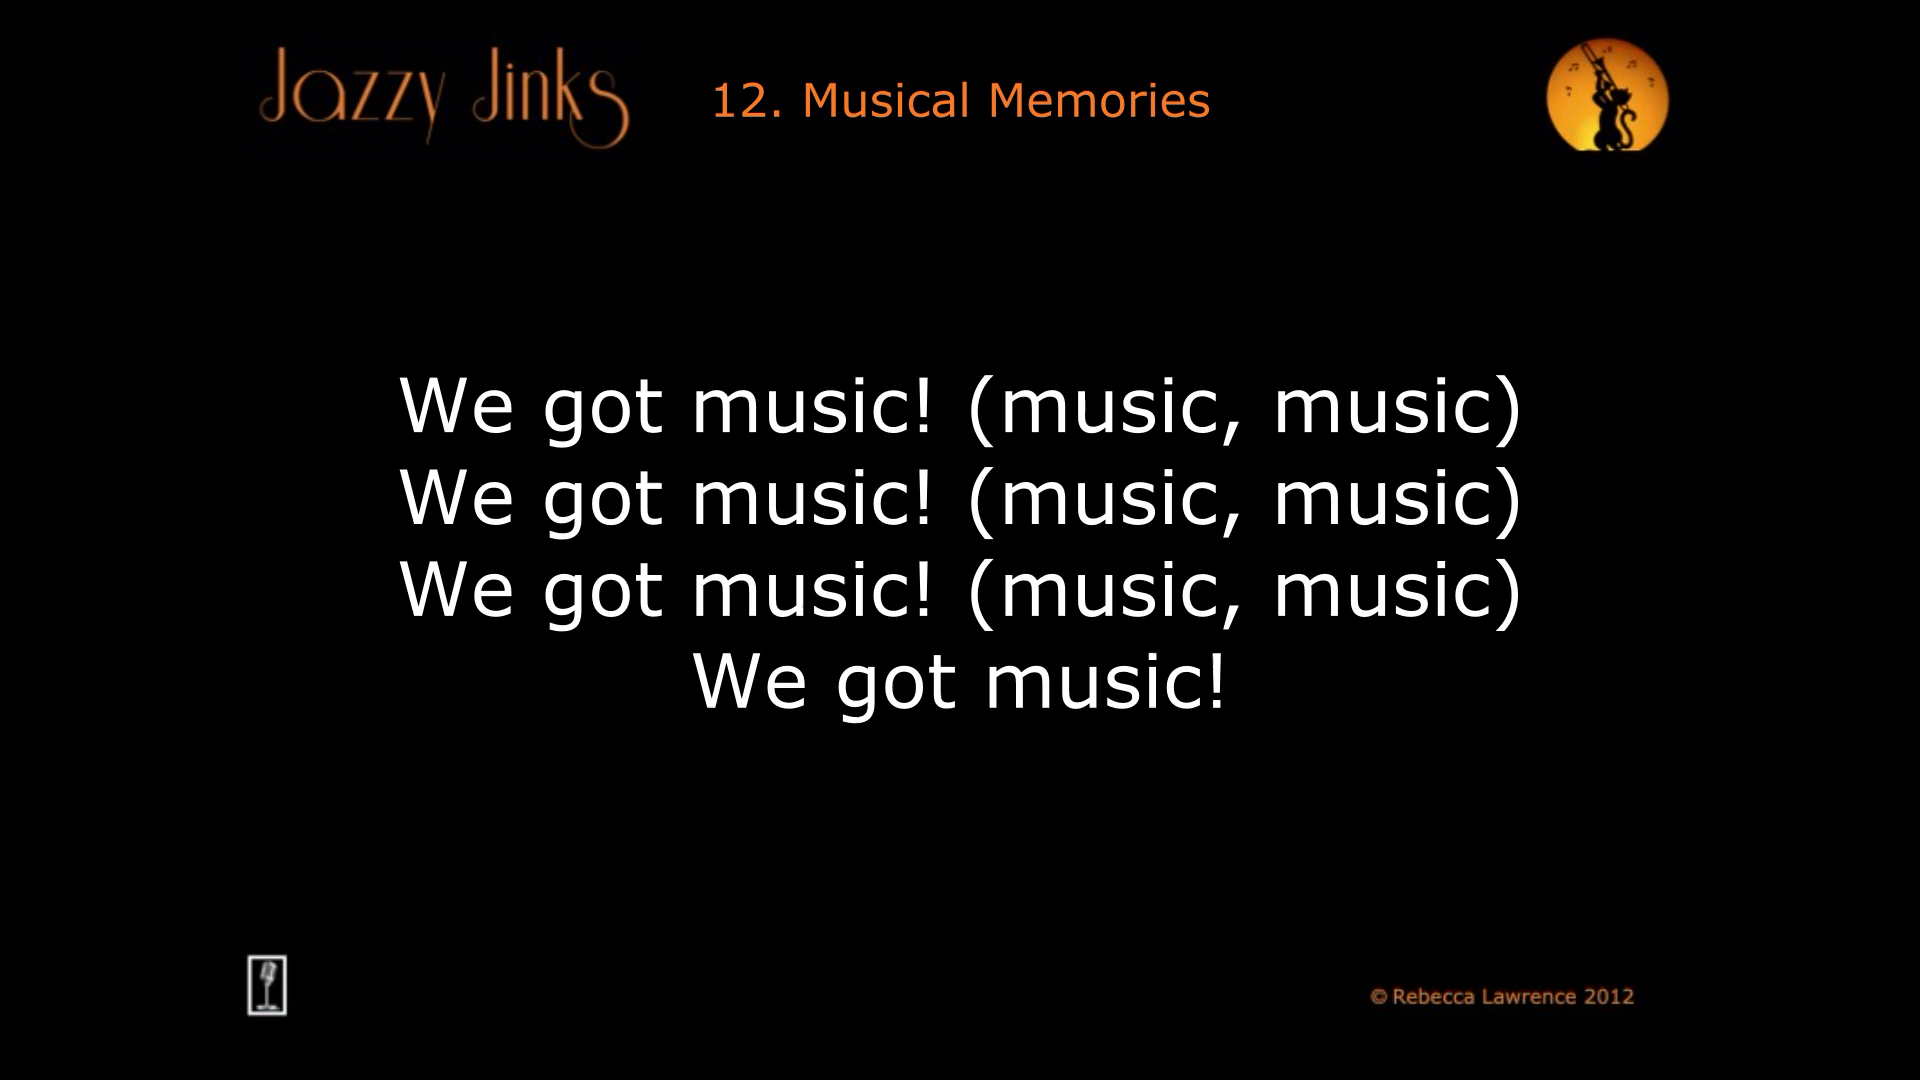 Jazzy Jinks
12. Musical Memories
We got music! (music, music)
We got music! (music, music)
We got music! (music, music)
We got music!
© Rebecca Lawrence 2012